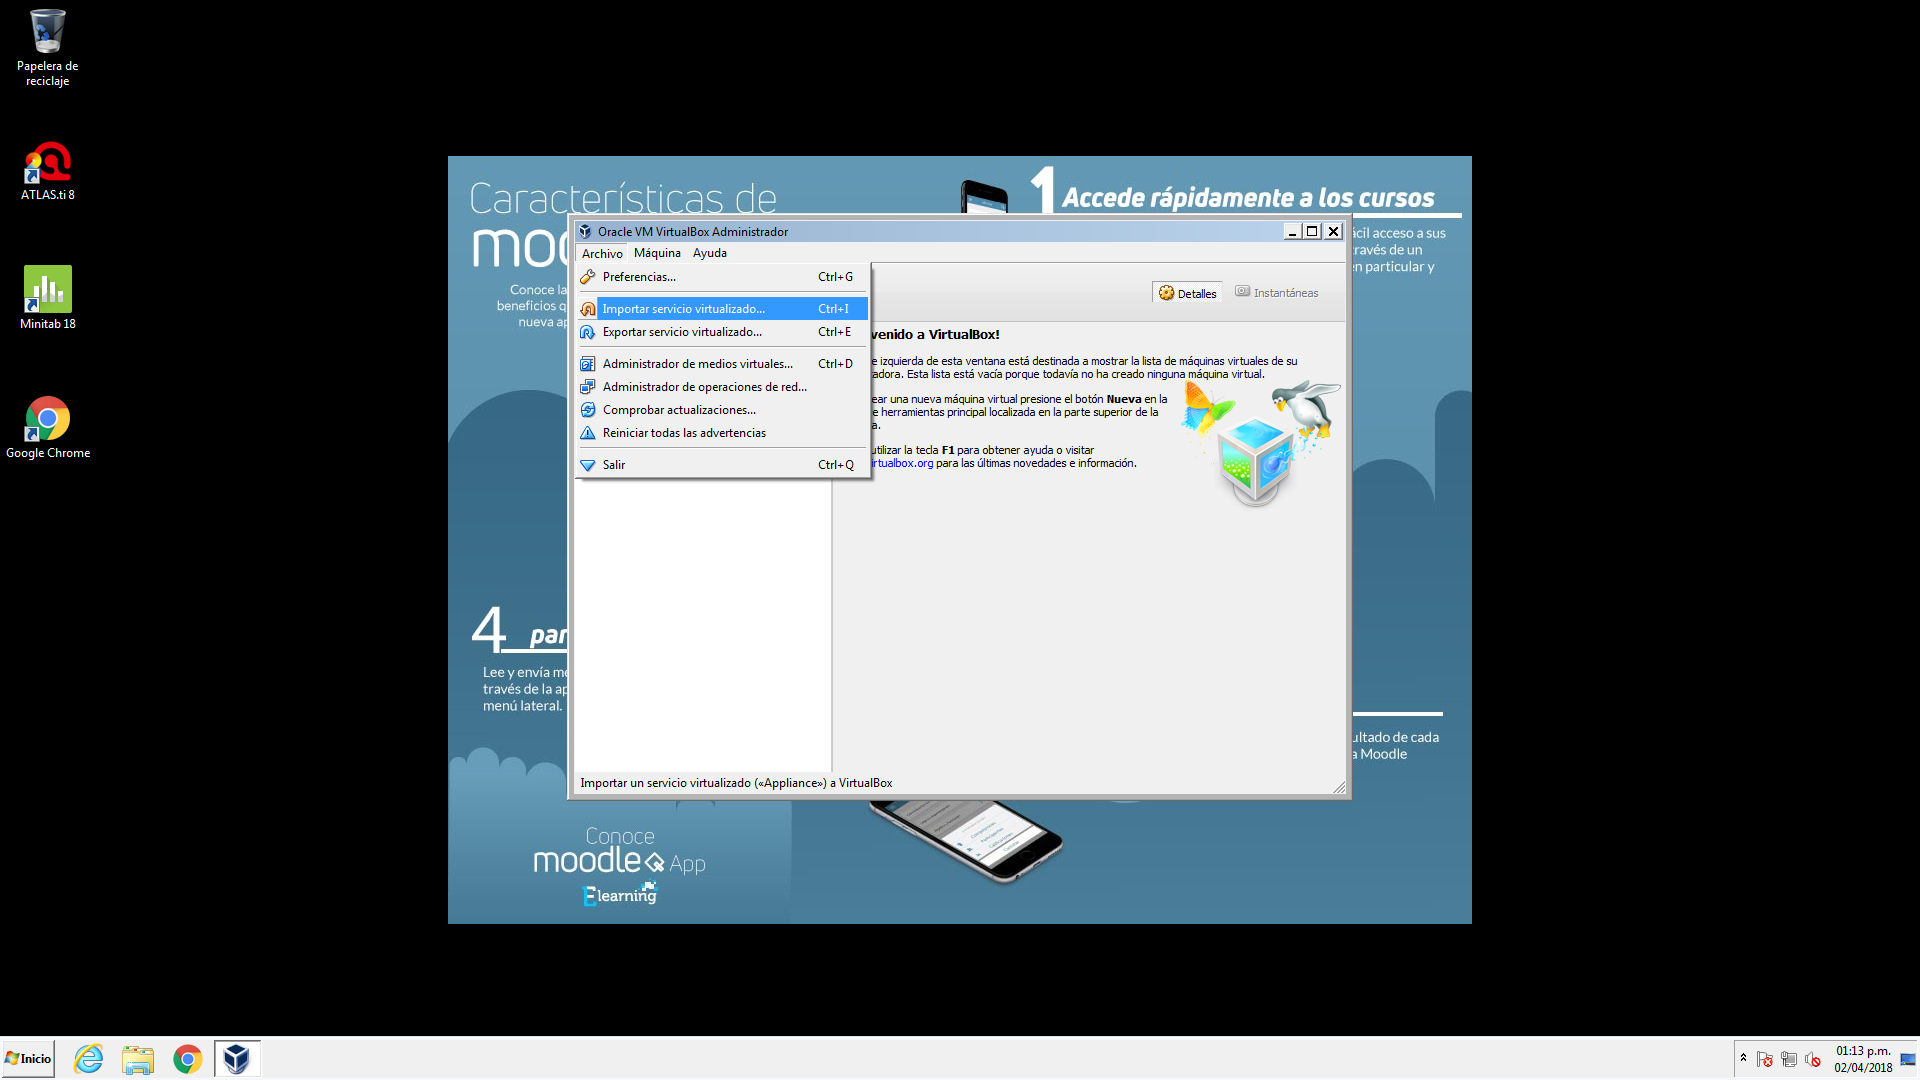 Papelera de
reciclaje
ATLAS.ti 8
Minitab 18
Google Chrome
Características de
1 Accede rápidamente a los cursos
ácil acceso a sus
través de un
en particular y
Conoce la
beneficios q
nueva ap
Oracle VM VirtualBox Administrador
Archivo Máquina Ayuda
Preferencias... Ctrl+G
Importar servicio virtualizado... Ctrl+I
Exportar servicio virtualizado... Ctrl+E
Administrador de medios virtuales... Ctrl+D
Administrador de operaciones de red...
Comprobar actualizaciones...
Reiniciar todas las advertencias
Salir Ctrl+Q
Detalles Instantáneas
venido a VirtualBox!
e izquierda de esta ventana está destinada a mostrar la lista de máquinas virtuales de su
adora. Esta lista está vacía porque todavía no ha creado ninguna máquina virtual.
ear una nueva máquina virtual presione el botón Nueva en la
e herramientas principal localizada en la parte superior de la
a.
utilizar la tecla F1 para obtener ayuda o visitar
irtualbox.org para las últimas novedades e información.
4 par
Lee y envía me
través de la ap
menú lateral.
ultado de cada
a Moodle
Importar un servicio virtualizado («Appliance») a VirtualBox
Conoce
moodle App
Elearning
Inicio
01:13 p.m.
02/04/2018